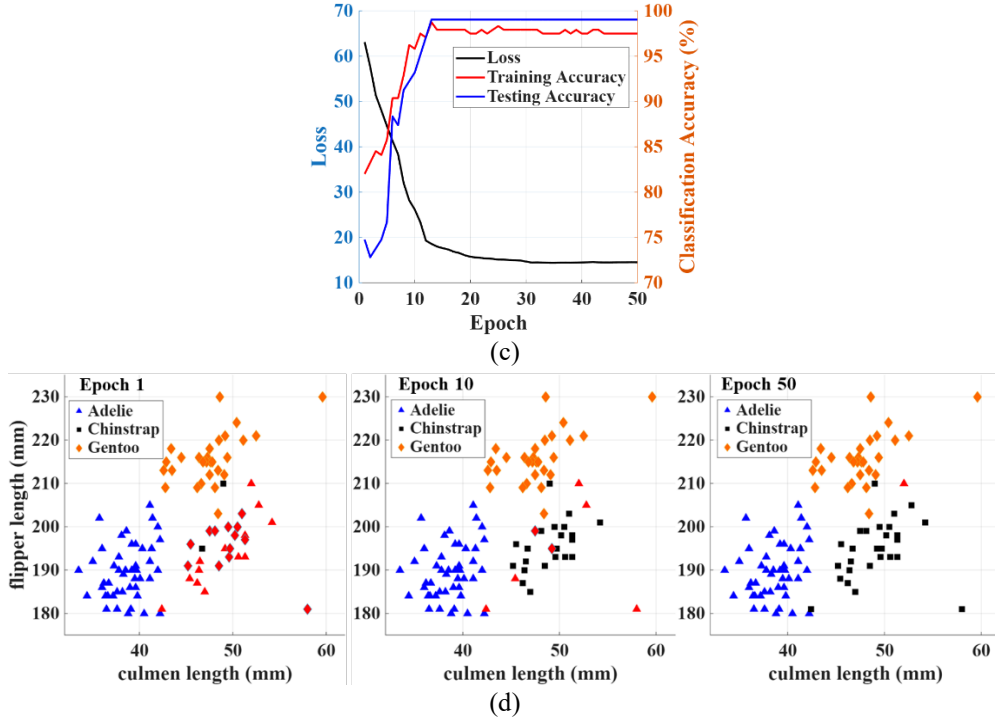 70
60
50
40
30
20
10
Loss
100
95
90
85
80
75
70
Classification Accuracy (%)
Loss
Training Accuracy
Testing Accuracy
0
10
20
30
40
50
Epoch
(c)
flipper length (mm)
230
220
210
200
190
180
Epoch 1
Adelie
Chinstrap
Gentoo
40
50
60
culmen length (mm)
230
220
210
200
190
180
Epoch 10
Adelie
Chinstrap
Gentoo
40
50
60
culmen length (mm)
230
220
210
200
190
180
Epoch 50
Adelie
Chinstrap
Gentoo
40
50
60
culmen length (mm)
(d)